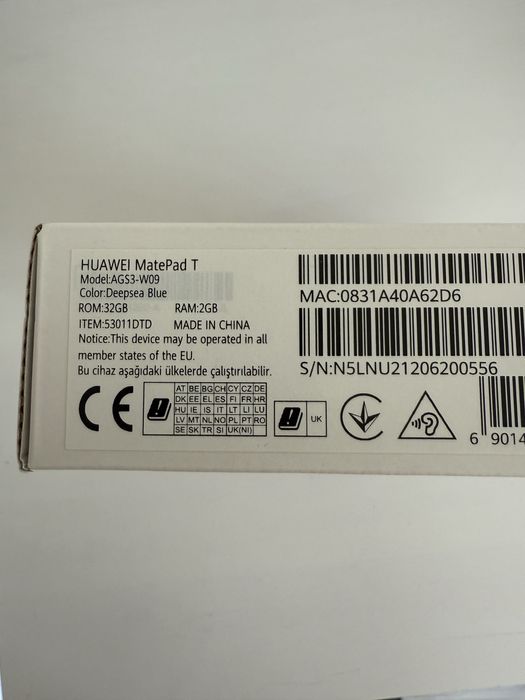 HUAWEI MatePad T
Model:AGS3-W09
Color:Deepsea Blue
ROM:32GB RAM:2GB
ITEM:53011DTD MADE IN CHINA
Notice:This device may be operated in all
member states of the EU.
Bu cihaz aşağıdaki ülkelerde çalıştırılabilir.
CE
AT BE BG CH CY CZ DE
DK EE EL ES FI FR HR
HU IE IS IT LT LI LU
LV MT NL NO PL PT RO
SE SK TR SI UK(NI)
UK
MAC:0831A40A62D6
S/N:N5LNU21206200556
6 9014